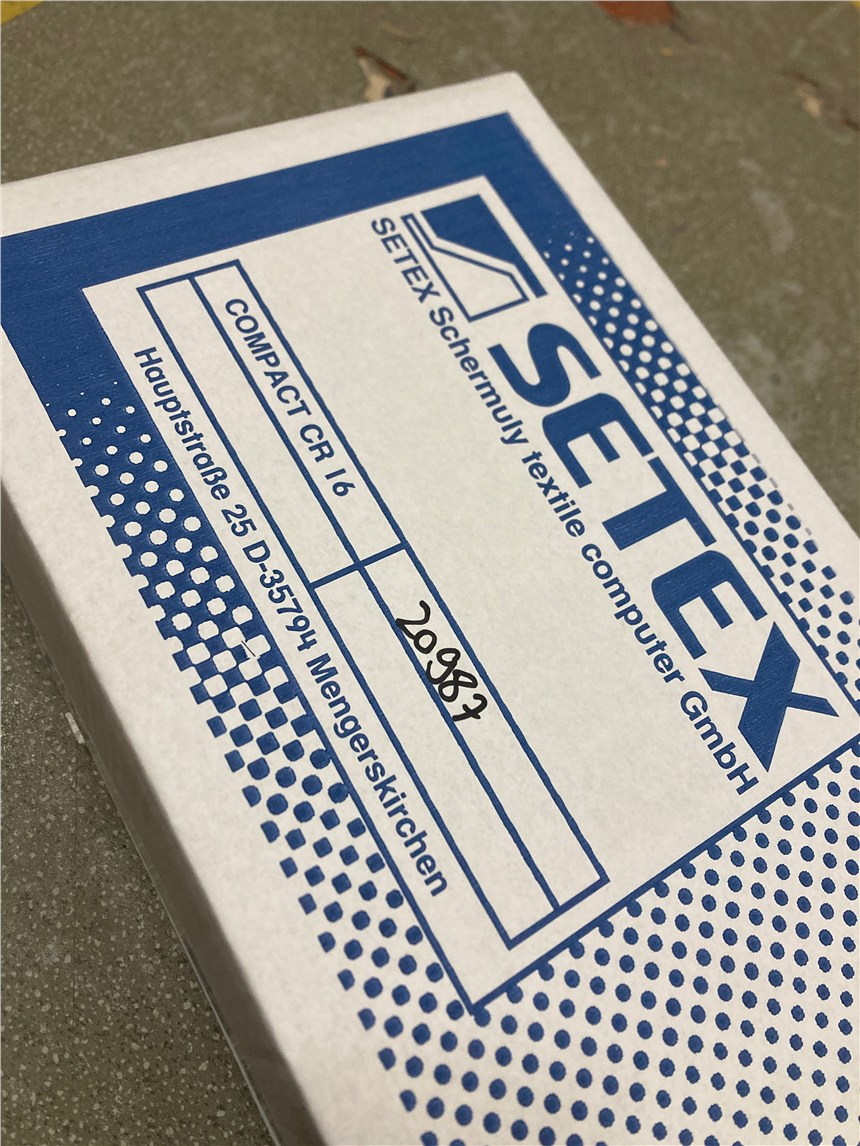 SETEX
SETEX Schermuly textile computer GmbH
COMPACT CR 16
20987
Hauptstraße 25 D-35794 Mengerskirchen